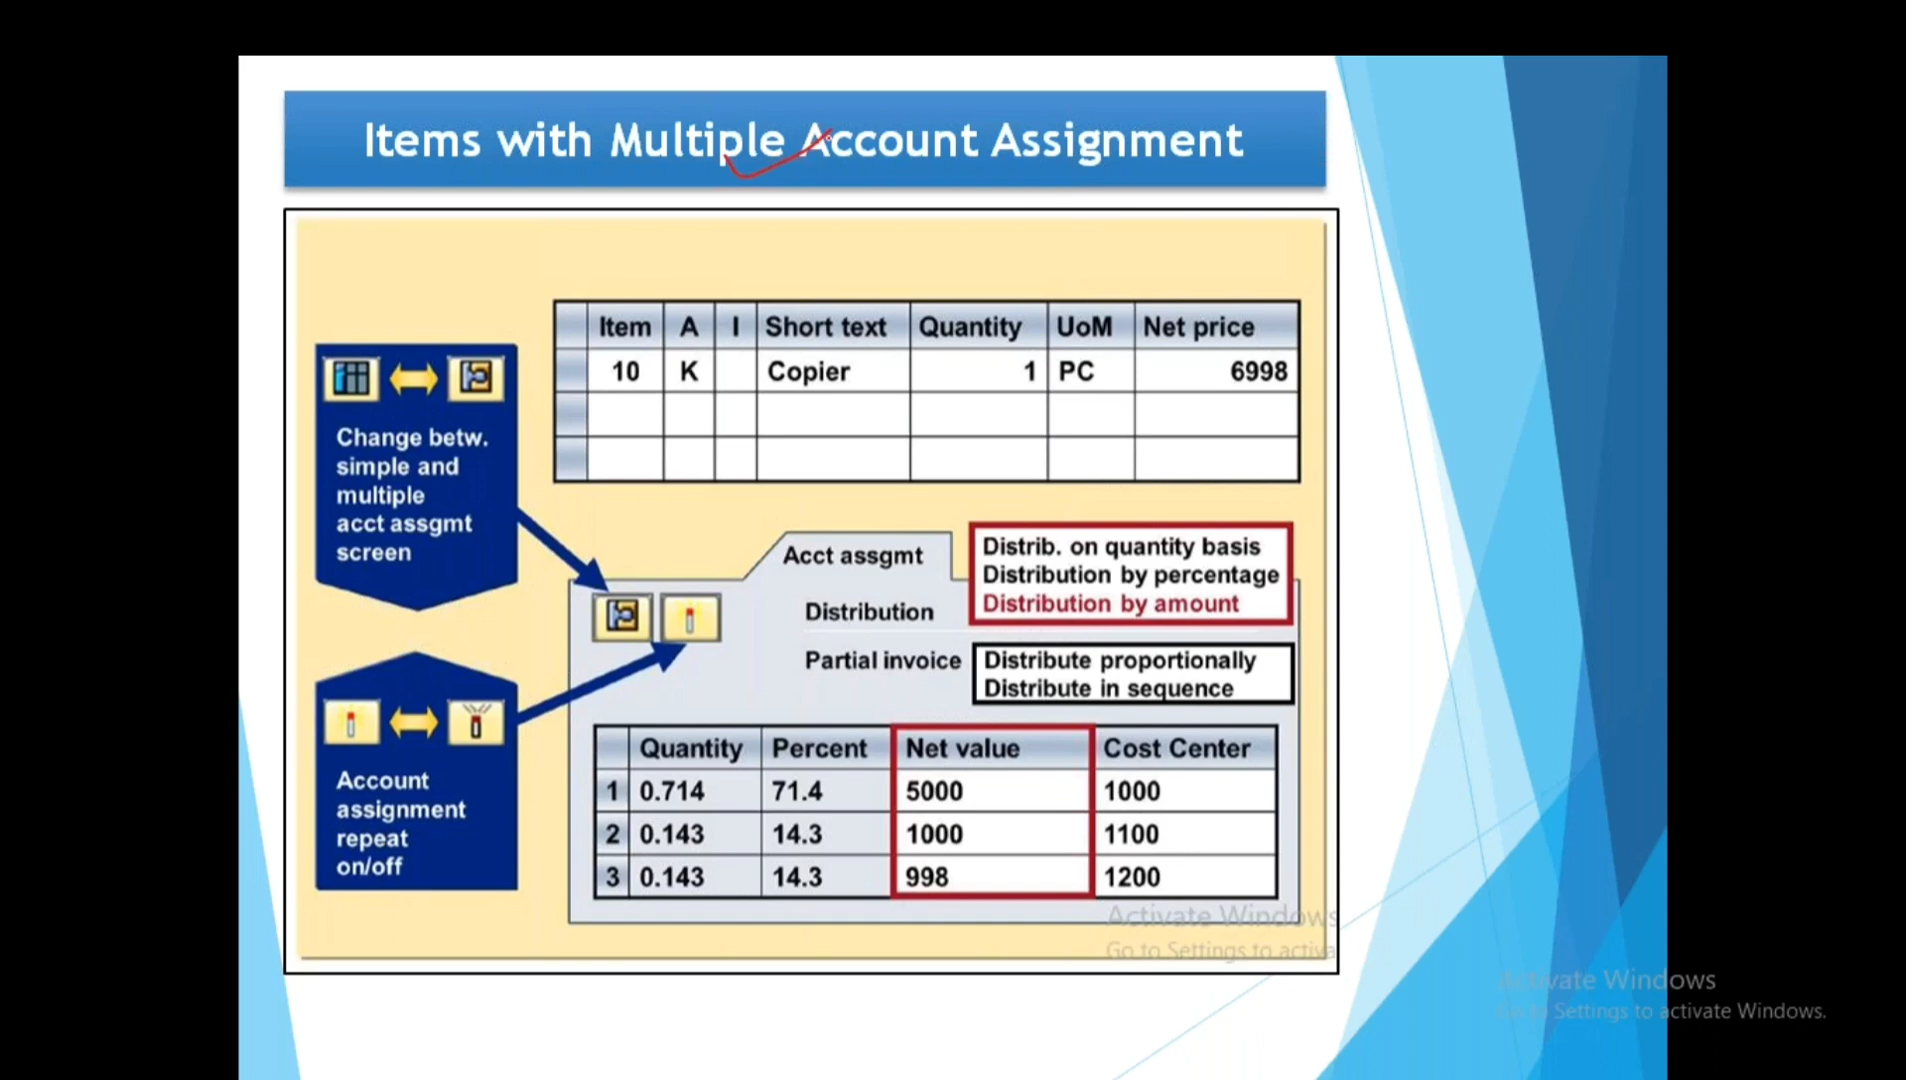 Items with Multiple Account Assignment
Item A I Short text Quantity UoM Net price
10 K Copier 1 PC 6998
Change betw.
simple and
multiple
acct assgmt
screen
Acct assgmt
Distrib. on quantity basis
Distribution by percentage
Distribution by amount
Distribution
Partial invoice
Distribute proportionally
Distribute in sequence
Account
assignment
repeat
on/off
Quantity Percent Net value Cost Center
1 0.714 71.4 5000 1000
2 0.143 14.3 1000 1100
3 0.143 14.3 998 1200
Activate Windows
Go to Settings to activa
Activate Windows
Go to Settings to activate Windows.